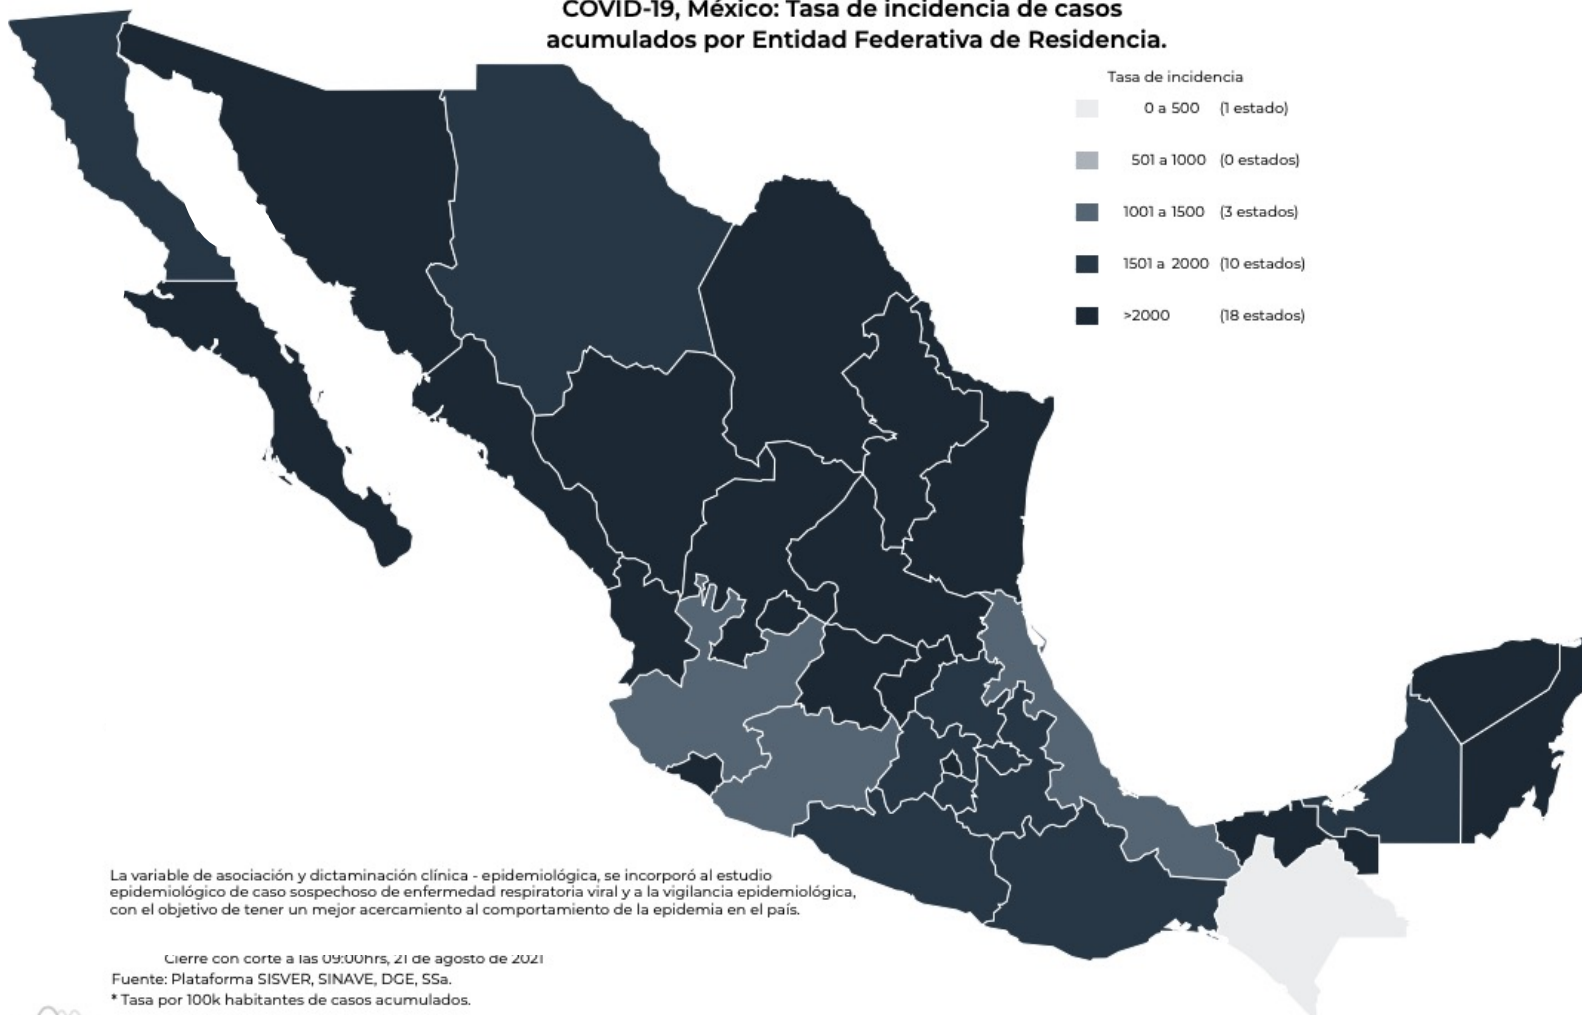 COVID-19, México: Tasa de incidencia de casos
acumulados por Entidad Federativa de Residencia.
Tasa de incidencia
0 a 500 (1 estado)
501 a 1000 (0 estados)
1001 a 1500 (3 estados)
1501 a 2000 (10 estados)
>2000 (18 estados)
La variable de asociación y dictaminación clínica - epidemiológica, se incorporó al estudio
epidemiológico de caso sospechoso de enfermedad respiratoria viral y a la vigilancia epidemiológica,
con el objetivo de tener un mejor acercamiento al comportamiento de la epidemia en el país.
Cierre con corte a las 09:00hrs, 21 de agosto de 2021
Fuente: Plataforma SISVER, SINAVE, DGE, SSa.
* Tasa por 100k habitantes de casos acumulados.